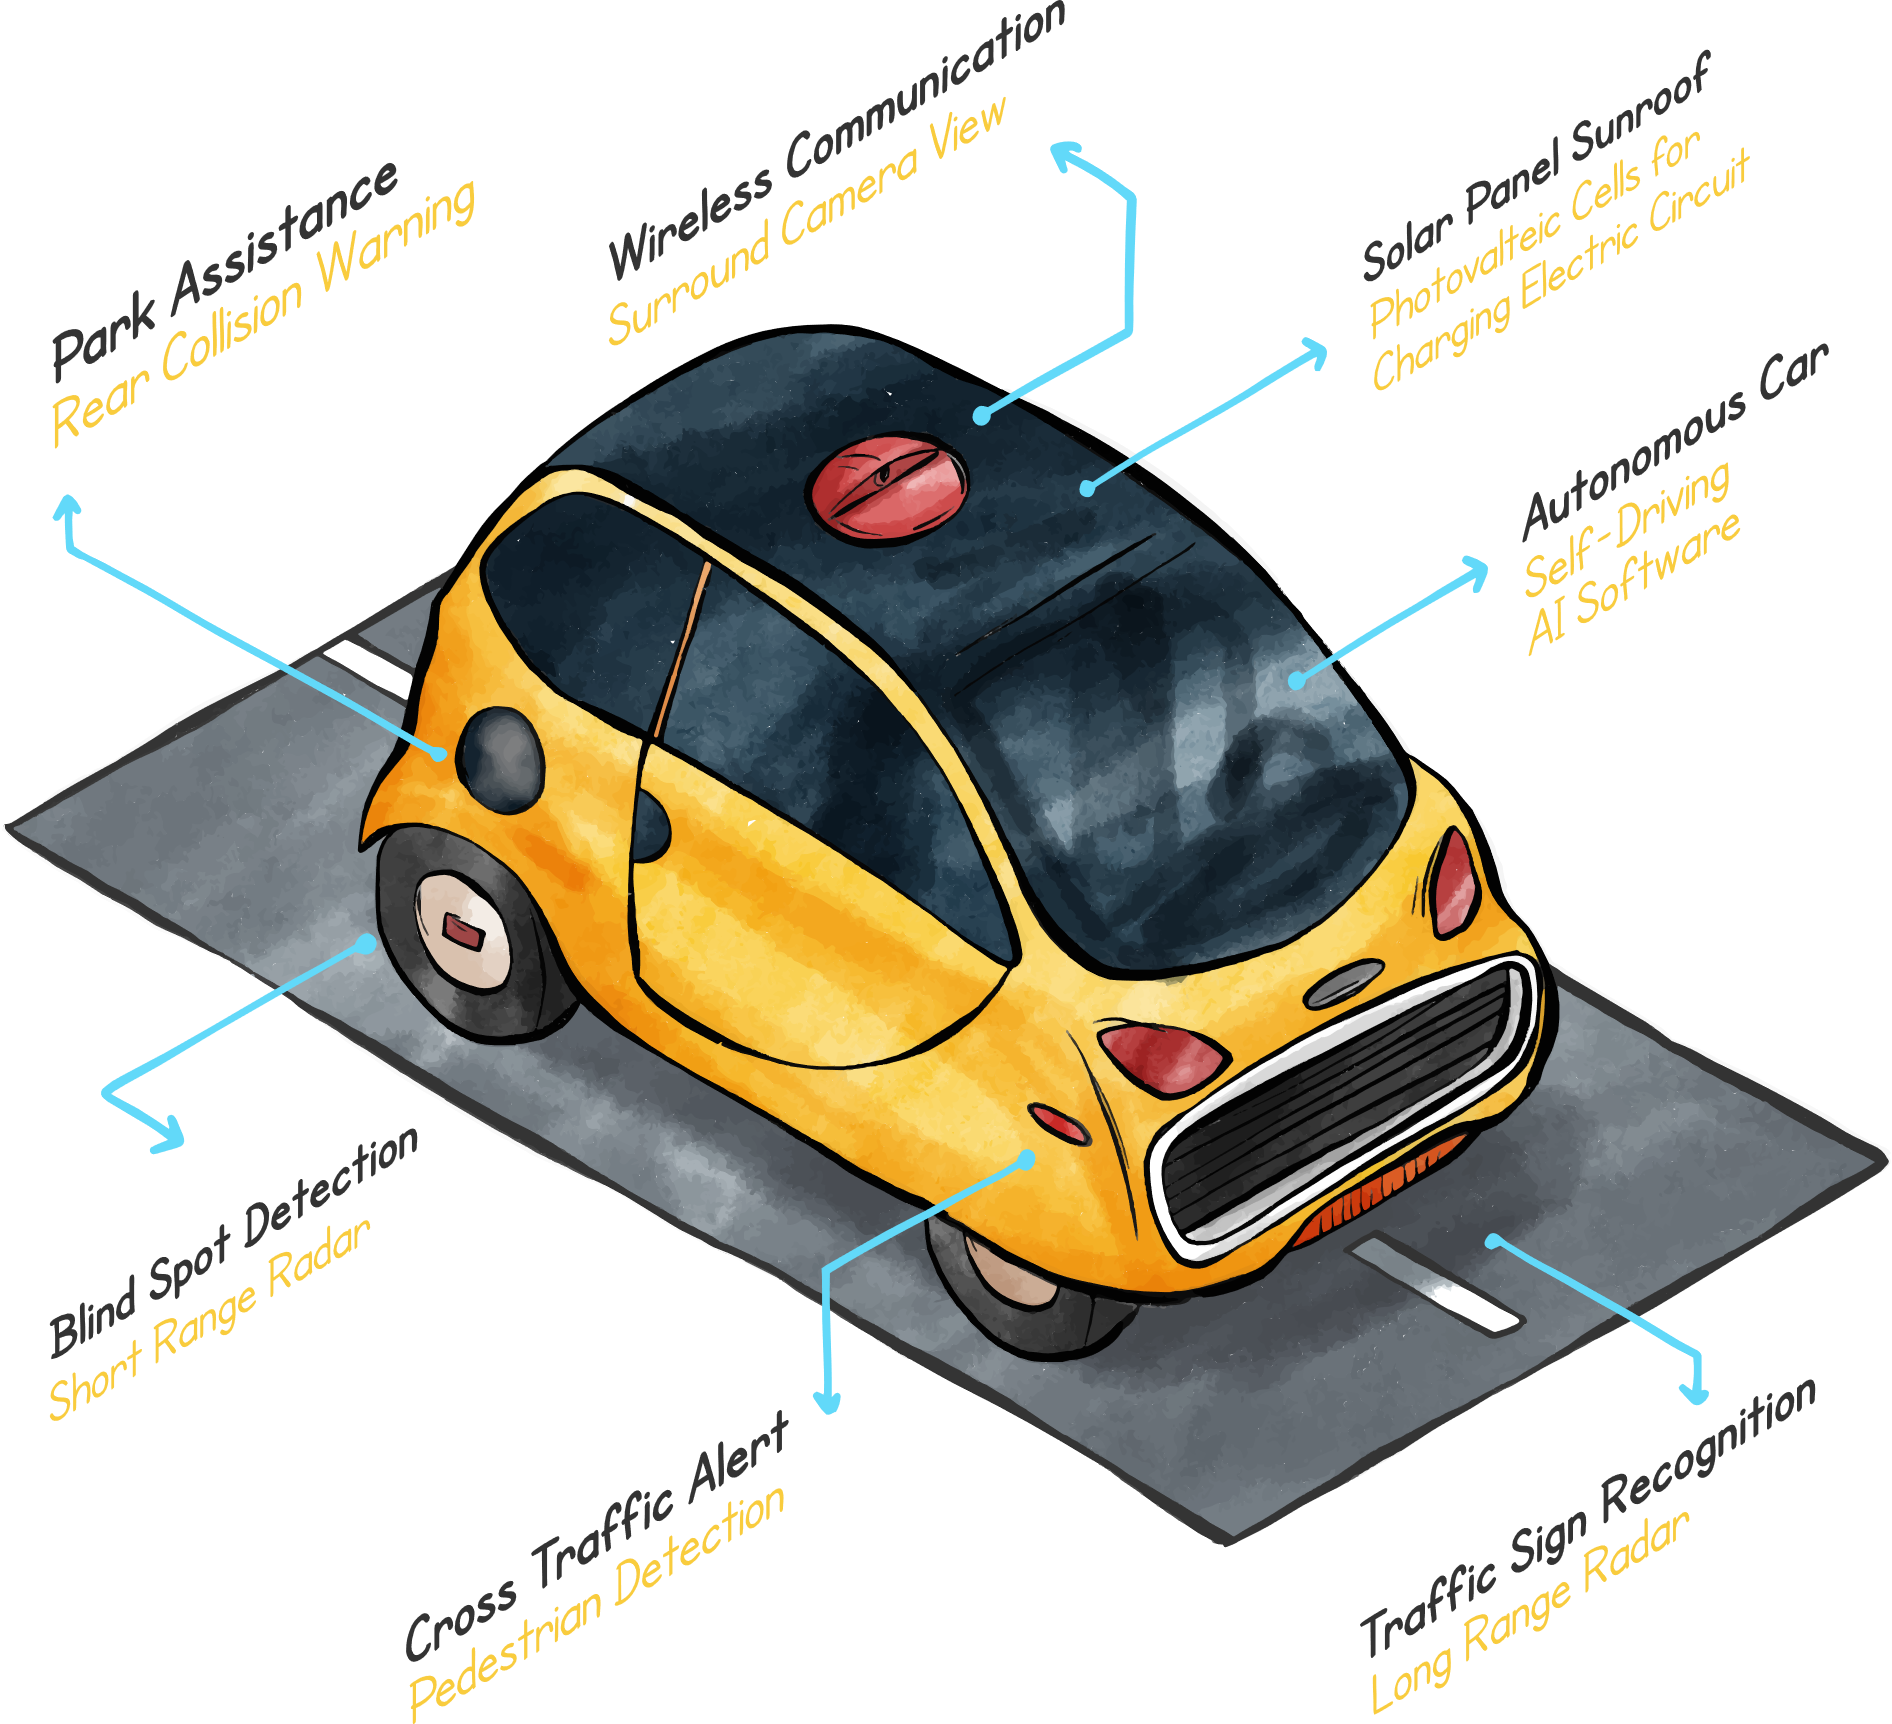 Park Assistance
Rear Collision Warning
Wireless Communication
Surround Camera View
Solar Panel Sunroof
Photovalteic Cells for
Charging Electric Circuit
Autonomous Car
Self-Driving
AI Software
Blind Spot Detection
Short Range Radar
Cross Traffic Alert
Pedestrian Detection
Traffic Sign Recognition
Long Range Radar